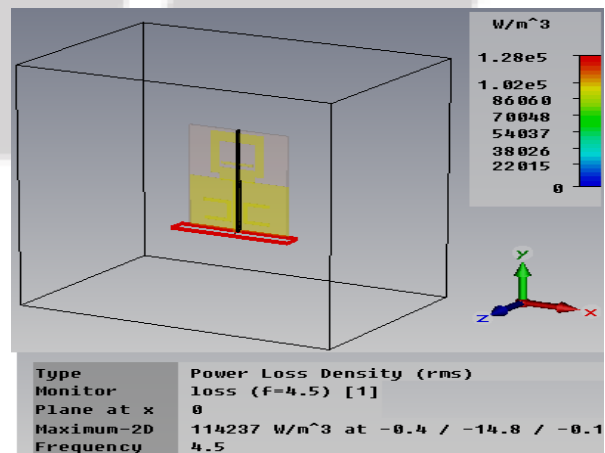 W/m^3
1.28e5
1.02e5
86060
70048
54037
38026
22015
0
y
z
x
Type Power Loss Density (rms)
Monitor loss (f=4.5) [1]
Plane at x 0
Maximum-2D 114237 W/m^3 at -0.4 / -14.8 / -0.1
Frequency 4.5